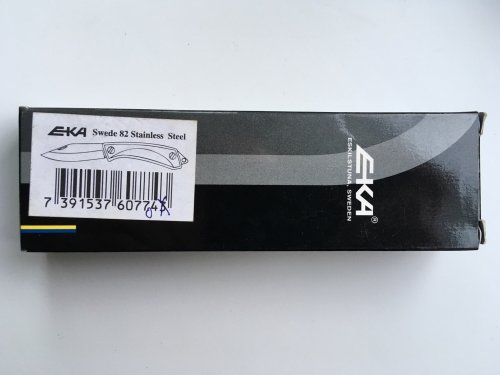 EKA Swede 82 Stainless Steel
7 391537 60774
EKA®
ESKILSTUNA, SWEDEN